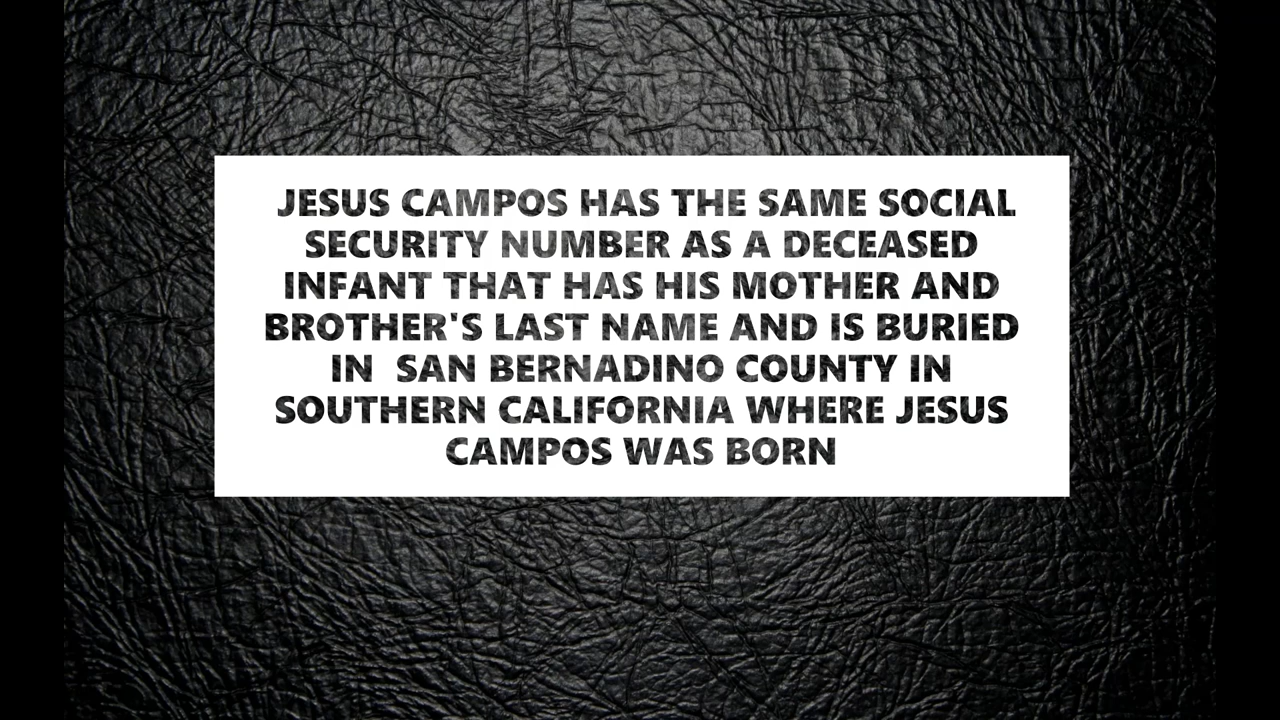 JESUS CAMPOS HAS THE SAME SOCIAL
SECURITY NUMBER AS A DECEASED
INFANT THAT HAS HIS MOTHER AND
BROTHER'S LAST NAME AND IS BURIED
IN  SAN BERNADINO COUNTY IN
SOUTHERN CALIFORNIA WHERE JESUS
CAMPOS WAS BORN